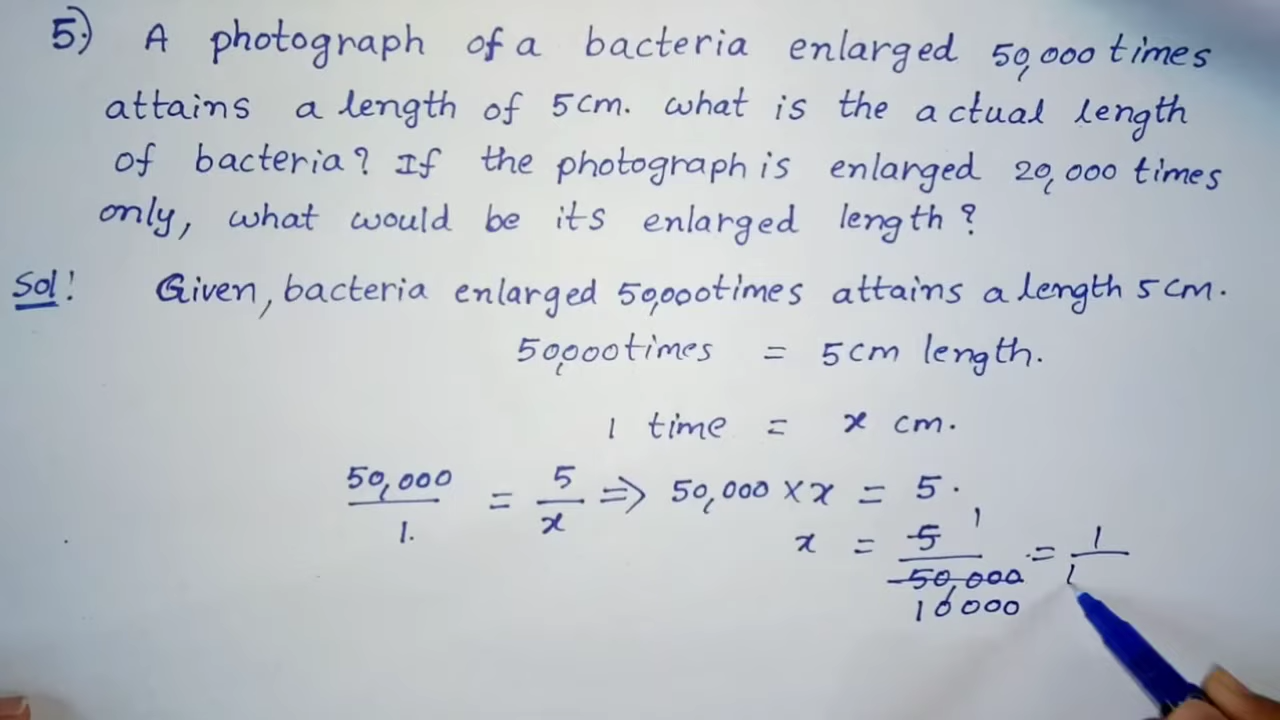 5.) A photograph of a bacteria enlarged 50,000 times
attains a length of 5cm. what is the actual length
of bacteria? If the photograph is enlarged 20,000 times
only, what would be its enlarged length?
Sol! Given, bacteria enlarged 50,000times attains a length 5cm.
50,000times = 5cm length.
1 time = x cm.
50,000/1. = 5/x => 50,000 × x = 5.
x = 5/50,000 = 1/1
1
10000